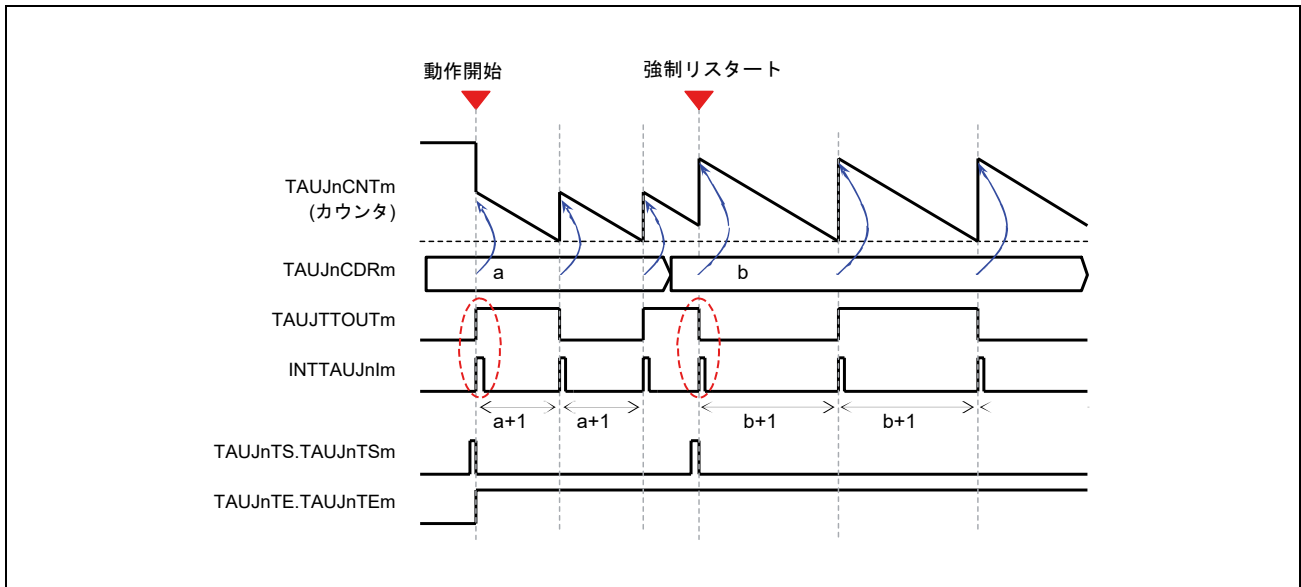 動作開始
強制リスタート
TAUJnCNTm
(カウンタ)
TAUJnCDRm
a
b
TAUJTTOUTm
INTTAUJnIm
a+1
a+1
b+1
b+1
TAUJnTS.TAUJnTSm
TAUJnTE.TAUJnTEm